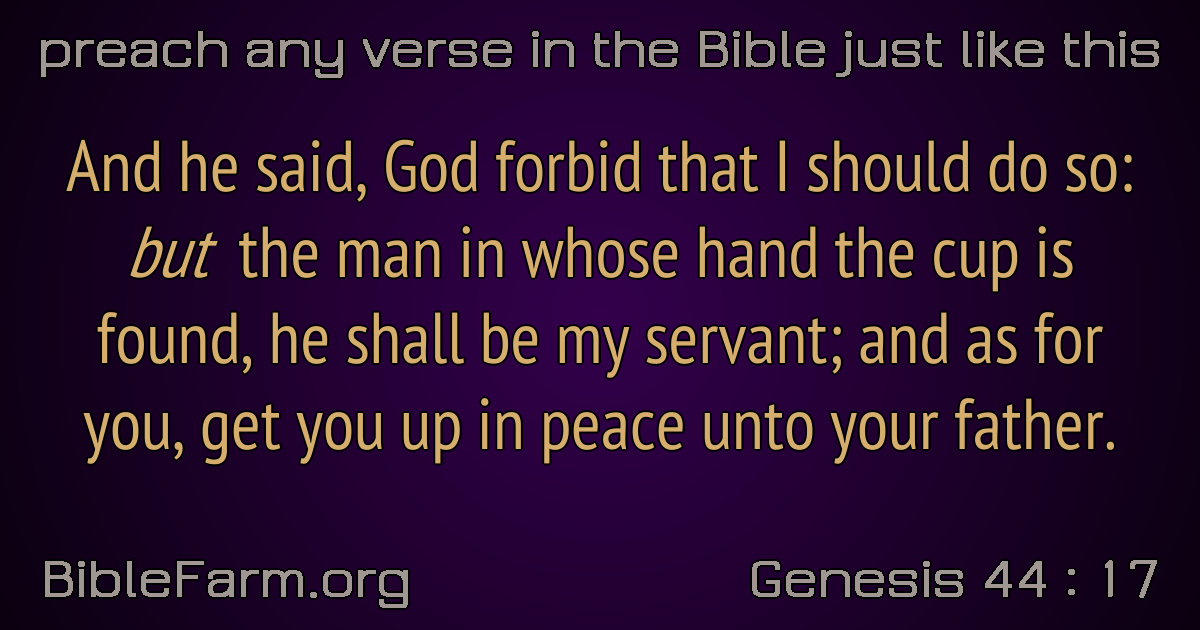 preach any verse in the Bible just like this
And he said, God forbid that I should do so:
but the man in whose hand the cup is
found, he shall be my servant; and as for
you, get you up in peace unto your father.
BibleFarm.org
Genesis 44 : 17